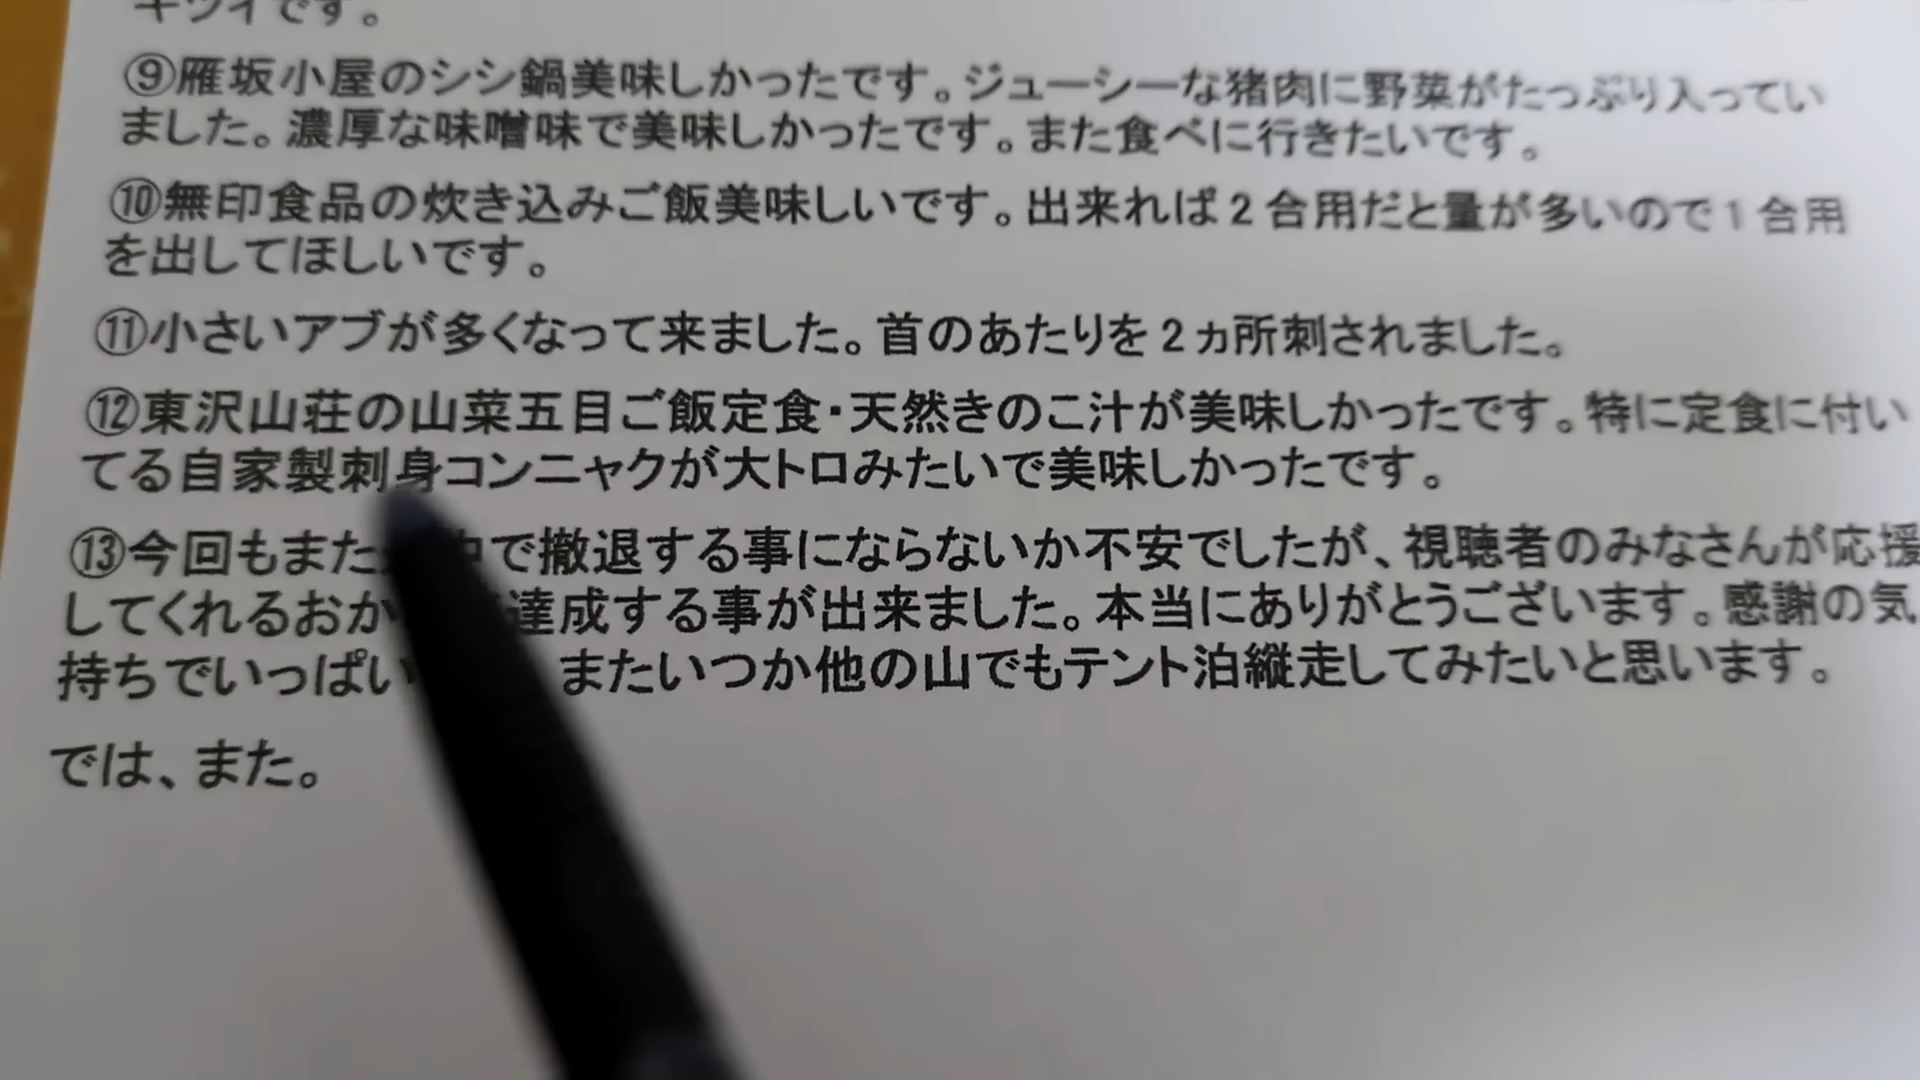 キツイです。
⑨雁坂小屋のシシ鍋美味しかったです。ジューシーな猪肉に野菜がたっぷり入ってい
ました。濃厚な味噌味で美味しかったです。また食べに行きたいです。
⑩無印食品の炊き込みご飯美味しいです。出来れば2合用だと量が多いので1合用
を出してほしいです。
⑪小さいアブが多くなって来ました。首のあたりを2ヵ所刺されました。
⑫東沢山荘の山菜五目ご飯定食・天然きのこ汁が美味しかったです。特に定食に付い
てる自家製刺身コンニャクが大トロみたいで美味しかったです。
⑬今回もまた で撤退する事にならないか不安でしたが、視聴者のみなさんが応援
してくれるおか 達成する事が出来ました。本当にありがとうございます。感謝の気
持ちでいっぱい またいつか他の山でもテント泊縦走してみたいと思います。
では、また。